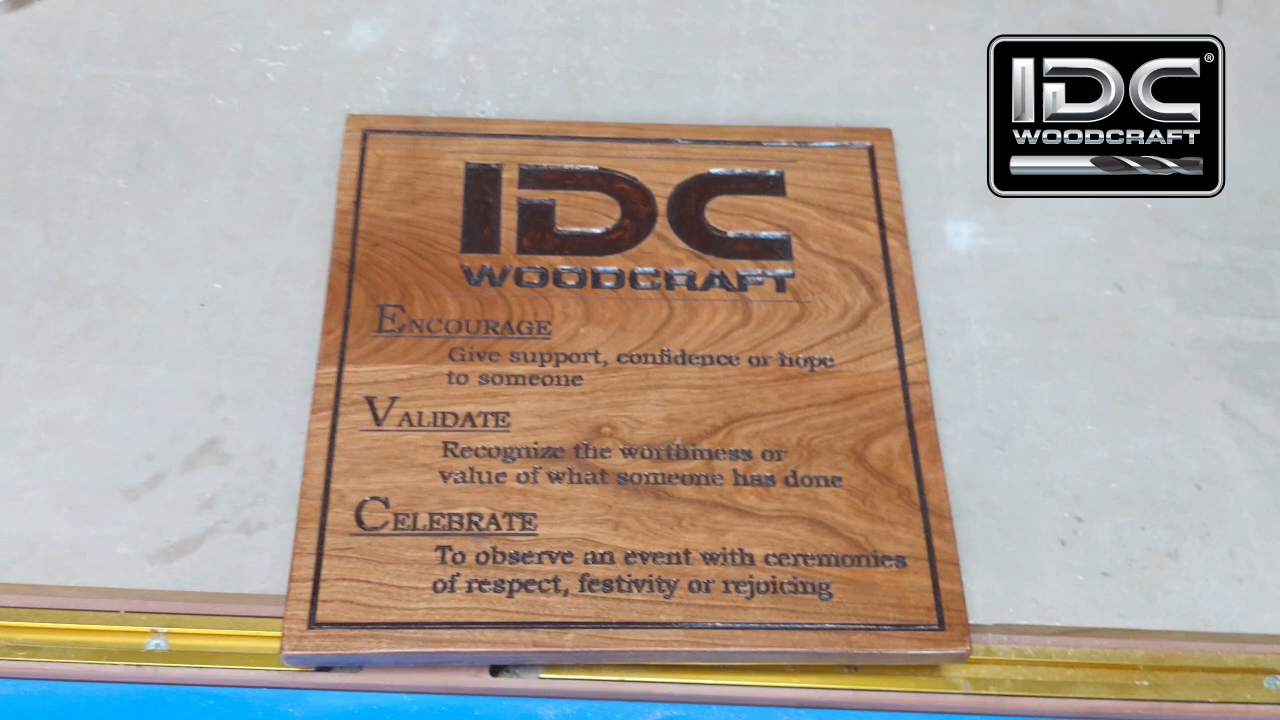 IDC®
WOODCRAFT
IDC
WOODCRAFT
ENCOURAGE
Give support, confidence or hope
to someone
VALIDATE
Recognize the worthiness or
value of what someone has done
CELEBRATE
To observe an event with ceremonies
of respect, festivity or rejoicing